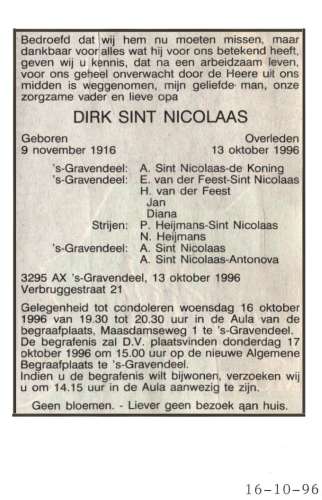 Bedroefd dat wij hem nu moeten missen, maar
dankbaar voor alles wat hij voor ons betekend heeft,
geven wij u kennis, dat na een arbeidzaam leven,
voor ons geheel onverwacht door de Heere uit ons
midden is weggenomen, mijn geliefde man, onze
zorgzame vader en lieve opa
DIRK SINT NICOLAAS
Geboren Overleden
9 november 1916 13 oktober 1996
's-Gravendeel: A. Sint Nicolaas-de Koning
's-Gravendeel: E. van der Feest-Sint Nicolaas
H. van der Feest
Jan
Diana
Strijen: P. Heijmans-Sint Nicolaas
N. Heijmans
's-Gravendeel: A. Sint Nicolaas
A. Sint Nicolaas-Antonova
3295 AX 's-Gravendeel, 13 oktober 1996
Verbruggestraat 21
Gelegenheid tot condoleren woensdag 16 oktober
1996 van 19.30 tot 20.30 uur in de Aula van de
begraafplaats, Maasdamseweg 1 te 's-Gravendeel.
De begrafenis zal D.V. plaatsvinden donderdag 17
oktober 1996 om 15.00 uur op de nieuwe Algemene
Begraafplaats te 's-Gravendeel.
Indien u de begrafenis wilt bijwonen, verzoeken wij
u om 14.15 uur in de Aula aanwezig te zijn.
Geen bloemen. - Liever geen bezoek aan huis.
16-10-96